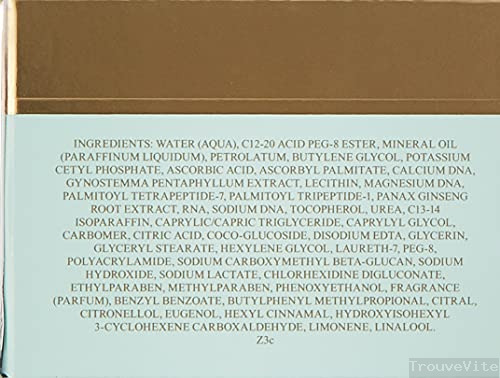 INGREDIENTS: WATER (AQUA), C12-20 ACID PEG-8 ESTER, MINERAL OIL
(PARAFFINUM LIQUIDUM), PETROLATUM, BUTYLENE GLYCOL, POTASSIUM
CETYL PHOSPHATE, ASCORBIC ACID, ASCORBYL PALMITATE, CALCIUM DNA,
GYNOSTEMMA PENTAPHYLLUM EXTRACT, LECITHIN, MAGNESIUM DNA,
PALMITOYL TETRAPEPTIDE-7, PALMITOYL TRIPEPTIDE-1, PANAX GINSENG
ROOT EXTRACT, RNA, SODIUM DNA, TOCOPHEROL, UREA, C13-14
ISOPARAFFIN, CAPRYLIC/CAPRIC TRIGLYCERIDE, CAPRYLYL GLYCOL,
CARBOMER, CITRIC ACID, COCO-GLUCOSIDE, DISODIUM EDTA, GLYCERIN,
GLYCERYL STEARATE, HEXYLENE GLYCOL, LAURETH-7, PEG-8,
POLYACRYLAMIDE, SODIUM CARBOXYMETHYL BETA-GLUCAN, SODIUM
HYDROXIDE, SODIUM LACTATE, CHLORHEXIDINE DIGLUCONATE,
ETHYLPARABEN, METHYLPARABEN, PHENOXYETHANOL, FRAGRANCE
(PARFUM), BENZYL BENZOATE, BUTYLPHENYL METHYLPROPIONAL, CITRAL,
CITRONELLOL, EUGENOL, HEXYL CINNAMAL, HYDROXYISOHEXYL
3-CYCLOHEXENE CARBOXALDEHYDE, LIMONENE, LINALOOL.
Z3c
TrouveVite